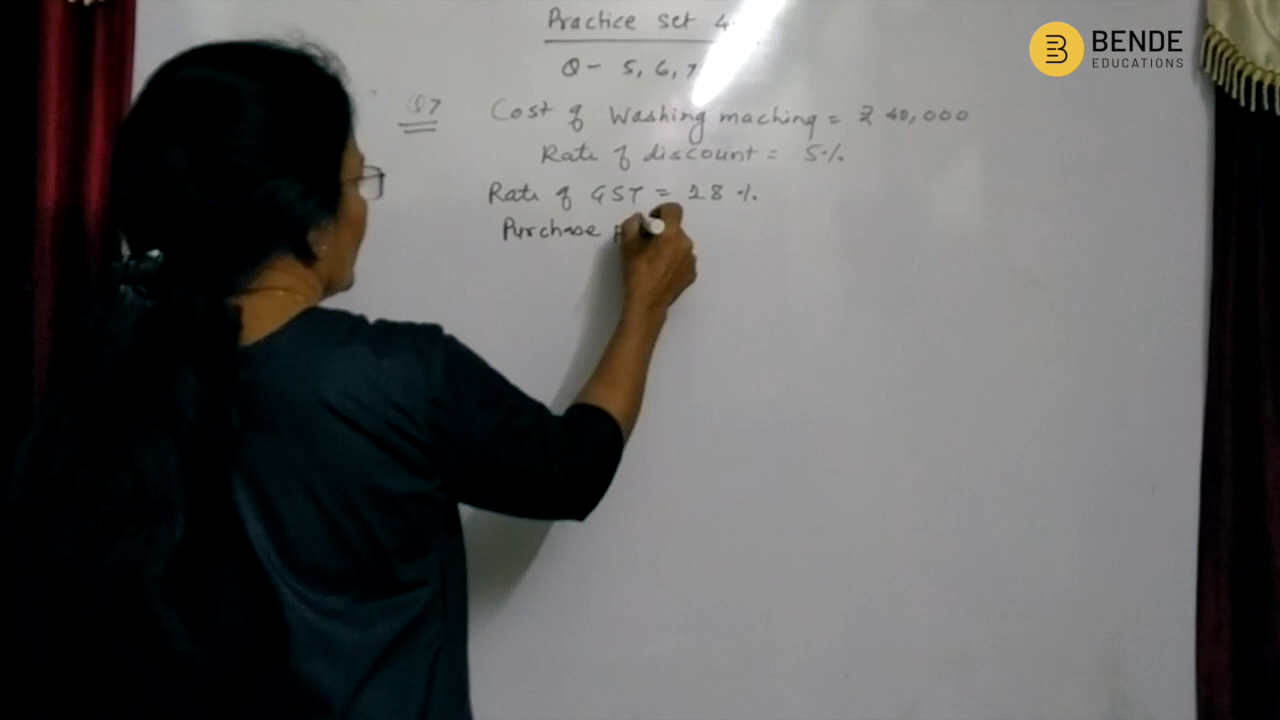 Practice set 4.
Q - 5, 6, 7
Q7
Cost of Washing maching = ₹ 40,000
Rate of discount = 5%
Rate of GST = 28 %
Purchase
BENDE
EDUCATIONS